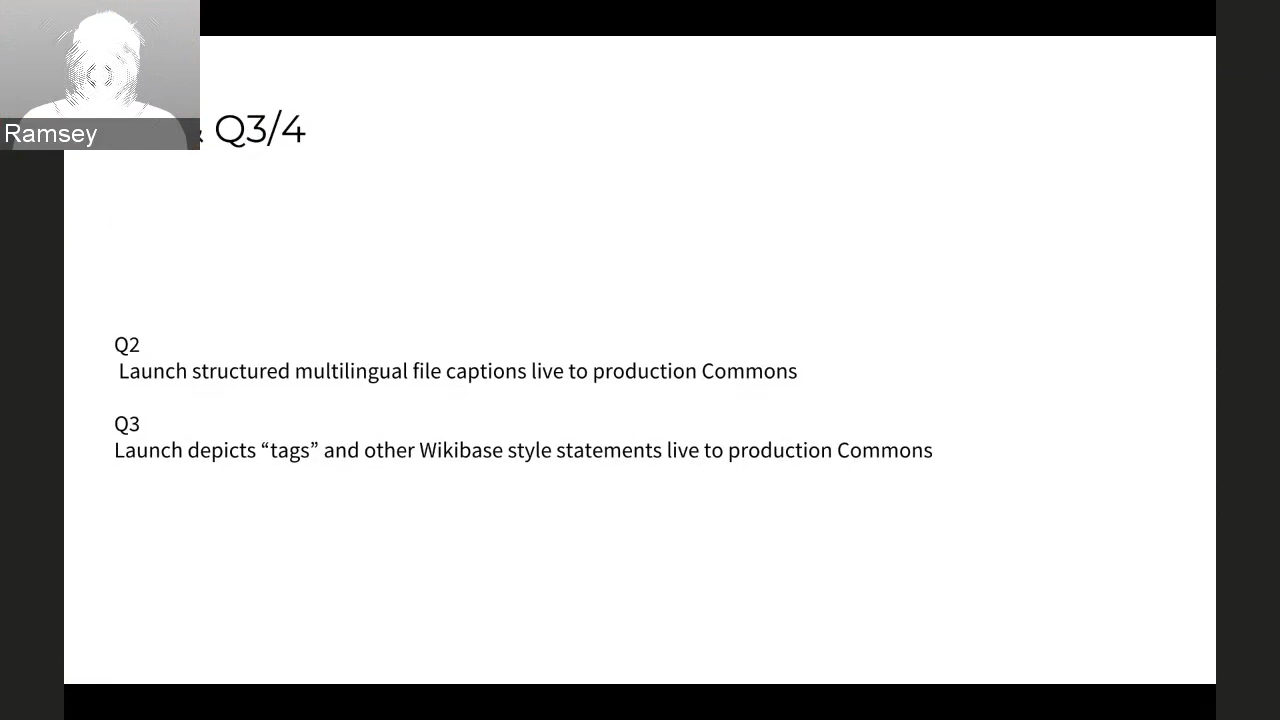 Ramsey
& Q3/4
Q2
Launch structured multilingual file captions live to production Commons
Q3
Launch depicts “tags” and other Wikibase style statements live to production Commons